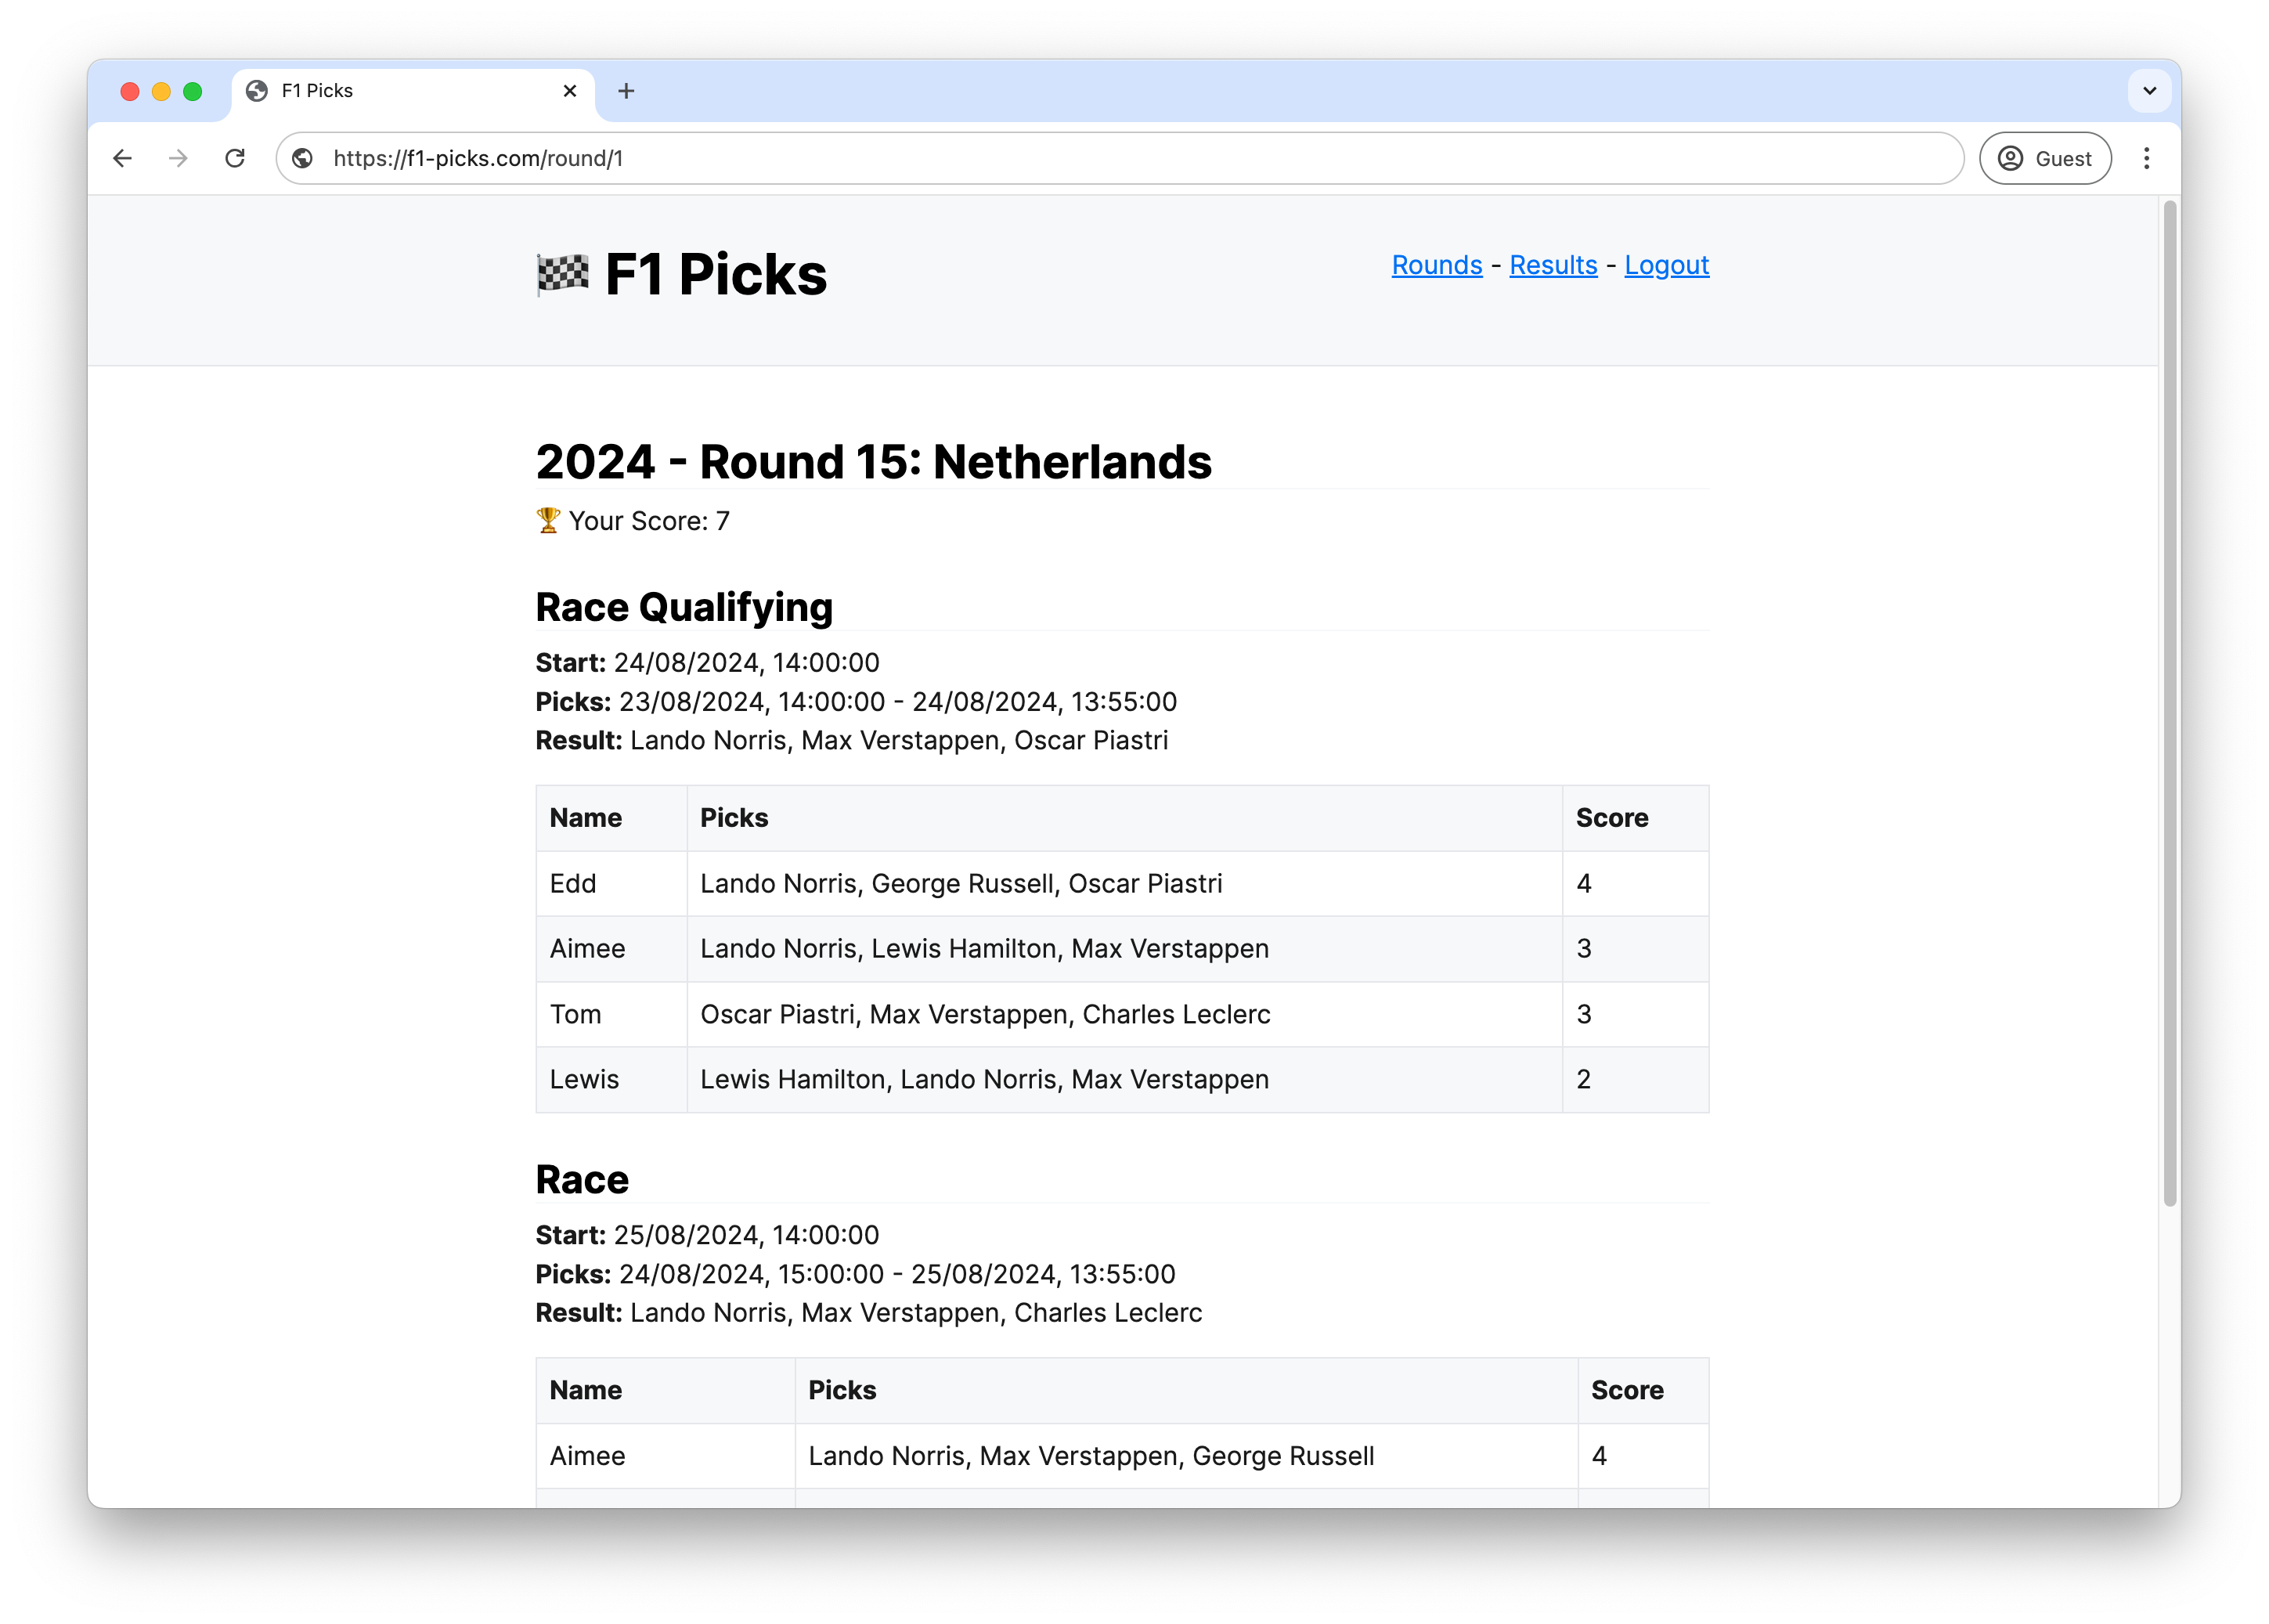 F1 Picks
https://f1-picks.com/round/1
Guest
🏁 F1 Picks
Rounds - Results - Logout
2024 - Round 15: Netherlands
🏆 Your Score: 7
Race Qualifying
Start: 24/08/2024, 14:00:00
Picks: 23/08/2024, 14:00:00 - 24/08/2024, 13:55:00
Result: Lando Norris, Max Verstappen, Oscar Piastri
Name Picks Score
Edd Lando Norris, George Russell, Oscar Piastri 4
Aimee Lando Norris, Lewis Hamilton, Max Verstappen 3
Tom Oscar Piastri, Max Verstappen, Charles Leclerc 3
Lewis Lewis Hamilton, Lando Norris, Max Verstappen 2
Race
Start: 25/08/2024, 14:00:00
Picks: 24/08/2024, 15:00:00 - 25/08/2024, 13:55:00
Result: Lando Norris, Max Verstappen, Charles Leclerc
Name Picks Score
Aimee Lando Norris, Max Verstappen, George Russell 4